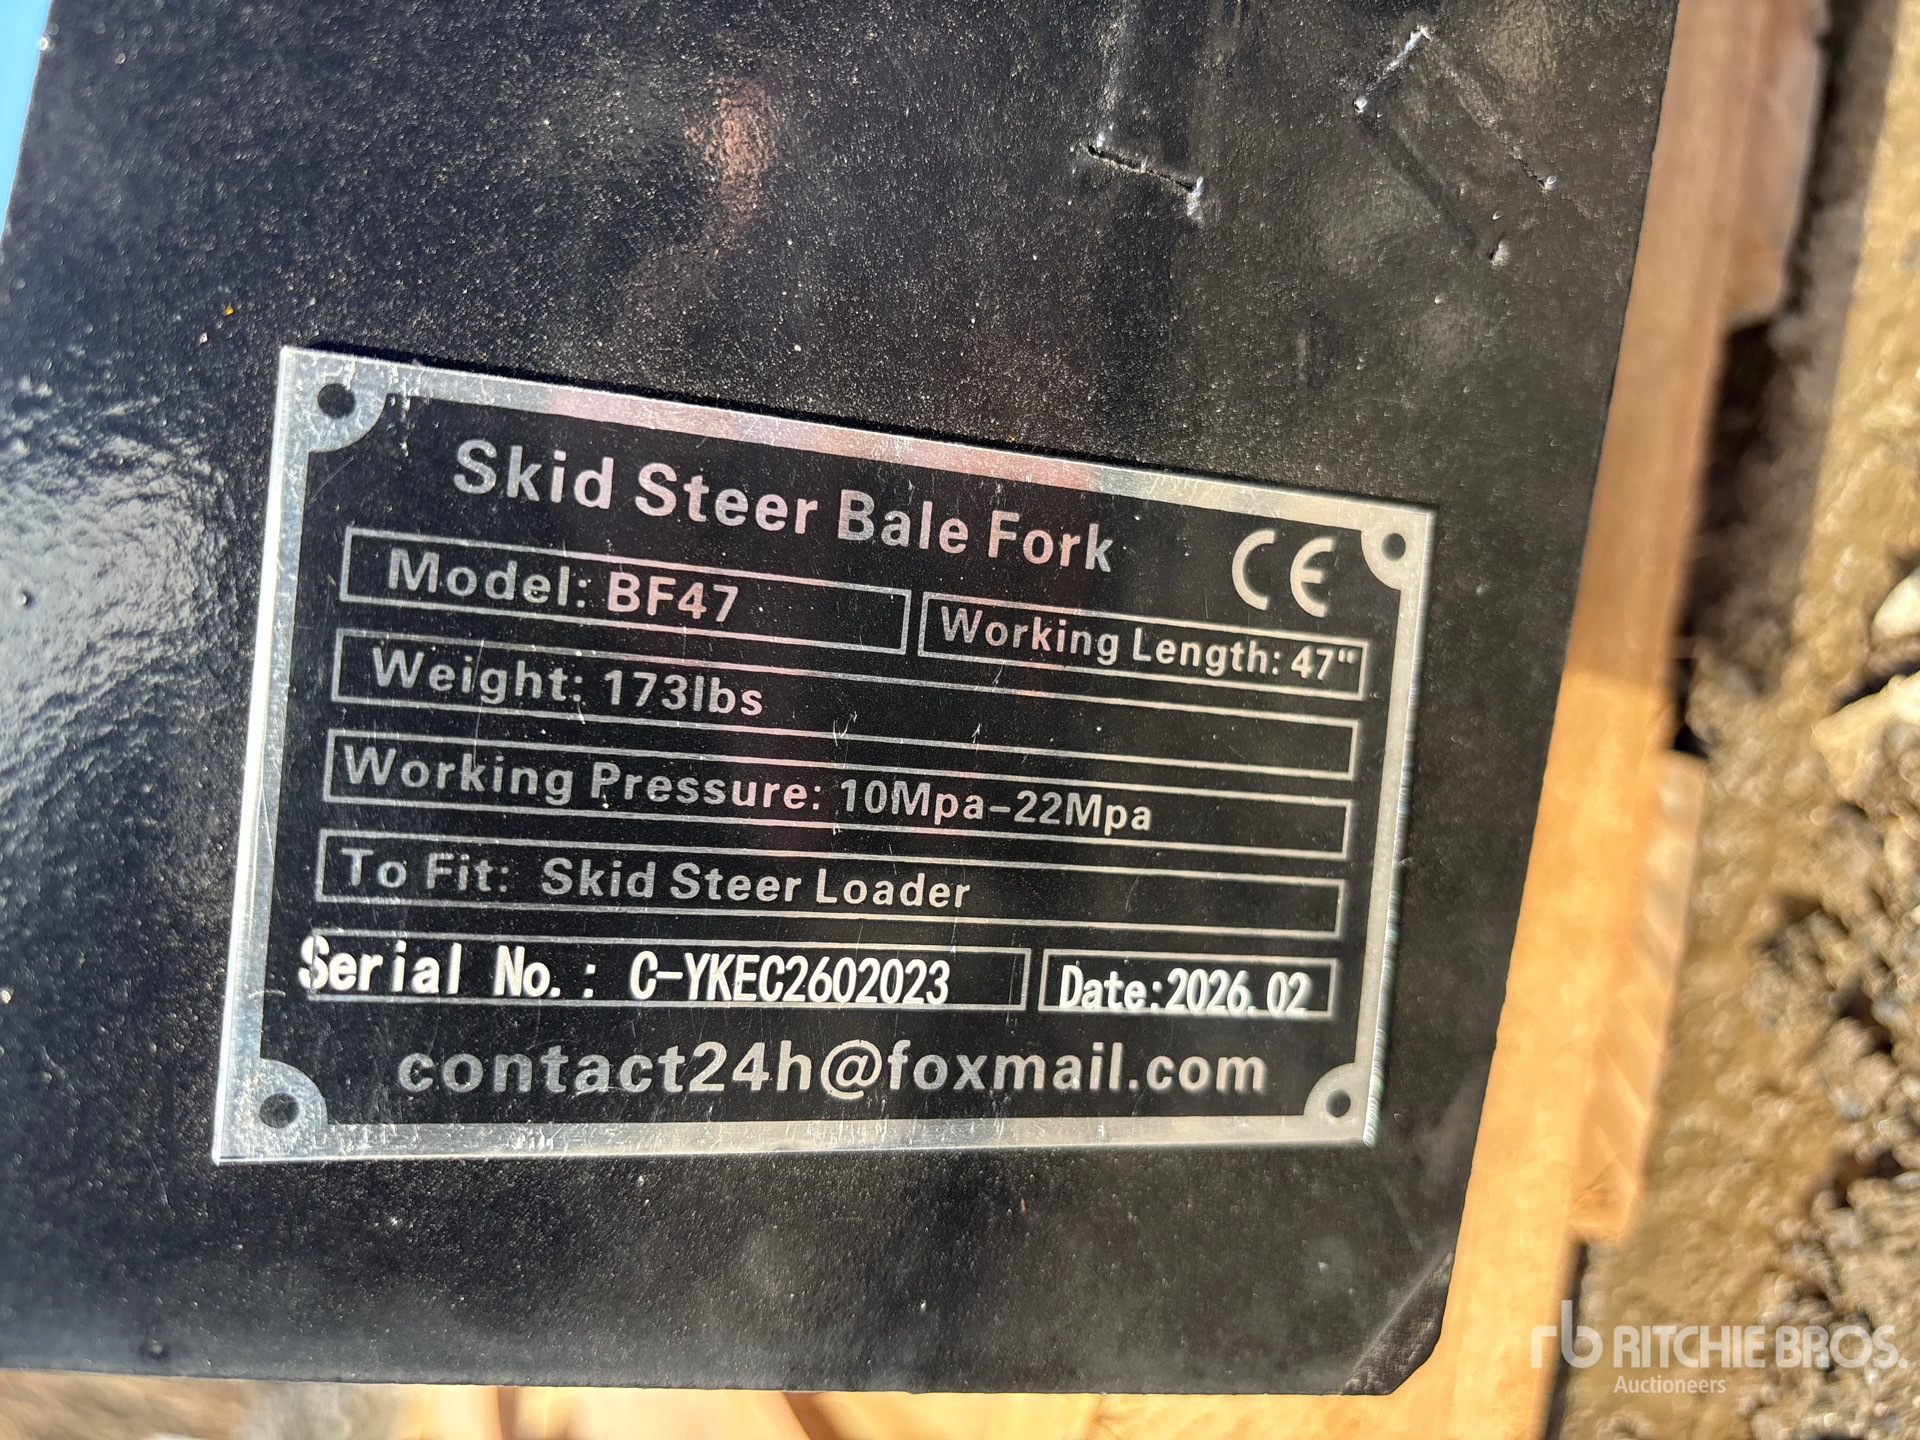 Skid Steer Bale Fork
CE
Model: BF47
Working Length: 47"
Weight: 173lbs
Working Pressure: 10Mpa-22Mpa
To Fit: Skid Steer Loader
Serial No.: C-YKEC2602023
Date:2026.02
contact24h@foxmail.com
rb RITCHIE BROS.
Auctioneers